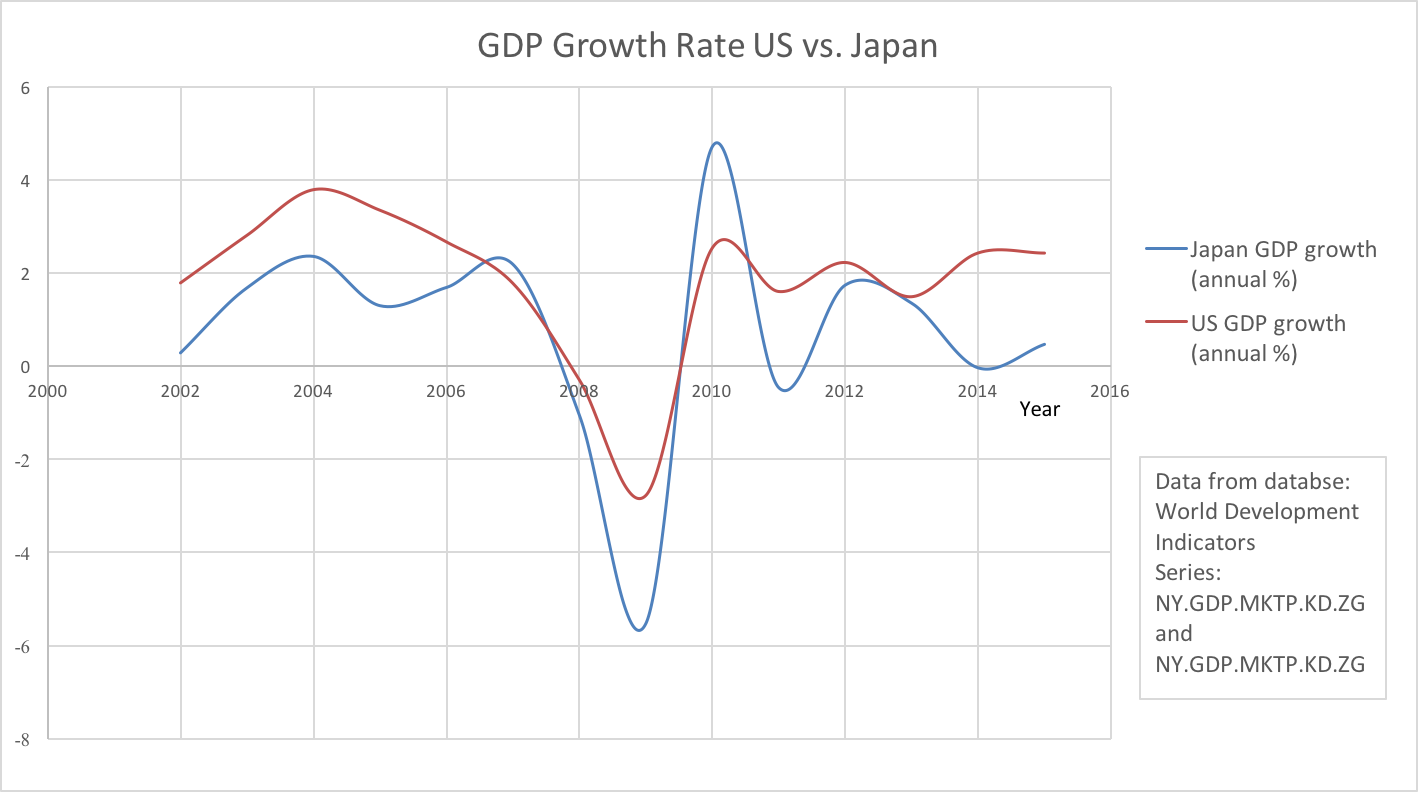 GDP Growth Rate US vs. Japan
6
4
2
0
-2
-4
-6
-8
2000 2002 2004 2006 2008 2010 2012 2014 2016
Year
Japan GDP growth
(annual %)
US GDP growth
(annual %)
Data from databse:
World Development
Indicators
Series:
NY.GDP.MKTP.KD.ZG
and
NY.GDP.MKTP.KD.ZG